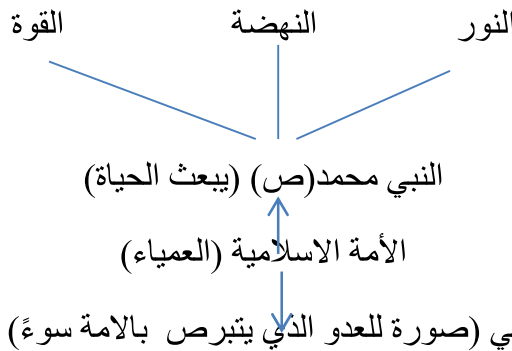 النور النهضة القوة
النبي محمد(ص) (يبعث الحياة)
الأمة الاسلامية (العمياء)
(صورة للعدو الذي يتبرص بالامة سوءً)